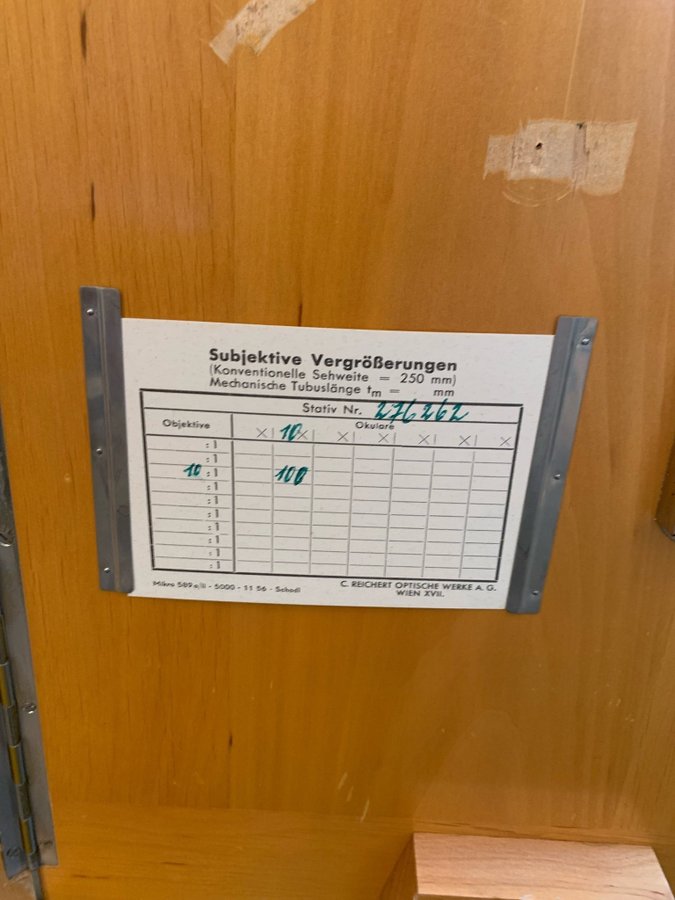 Subjektive Vergrößerungen
(Konventionelle Sehweite = 250 mm)
Mechanische Tubuslänge tm = mm
Stativ Nr. 276262
Objektive Okulare
× 10× × × × × ×
:1
:1
10:1 100
:1
:1
:1
:1
:1
:1
:1
Mikro 589 e/II - 5000 - 11 56 - Schodl
C. REICHERT OPTISCHE WERKE A. G.
WIEN XVII.